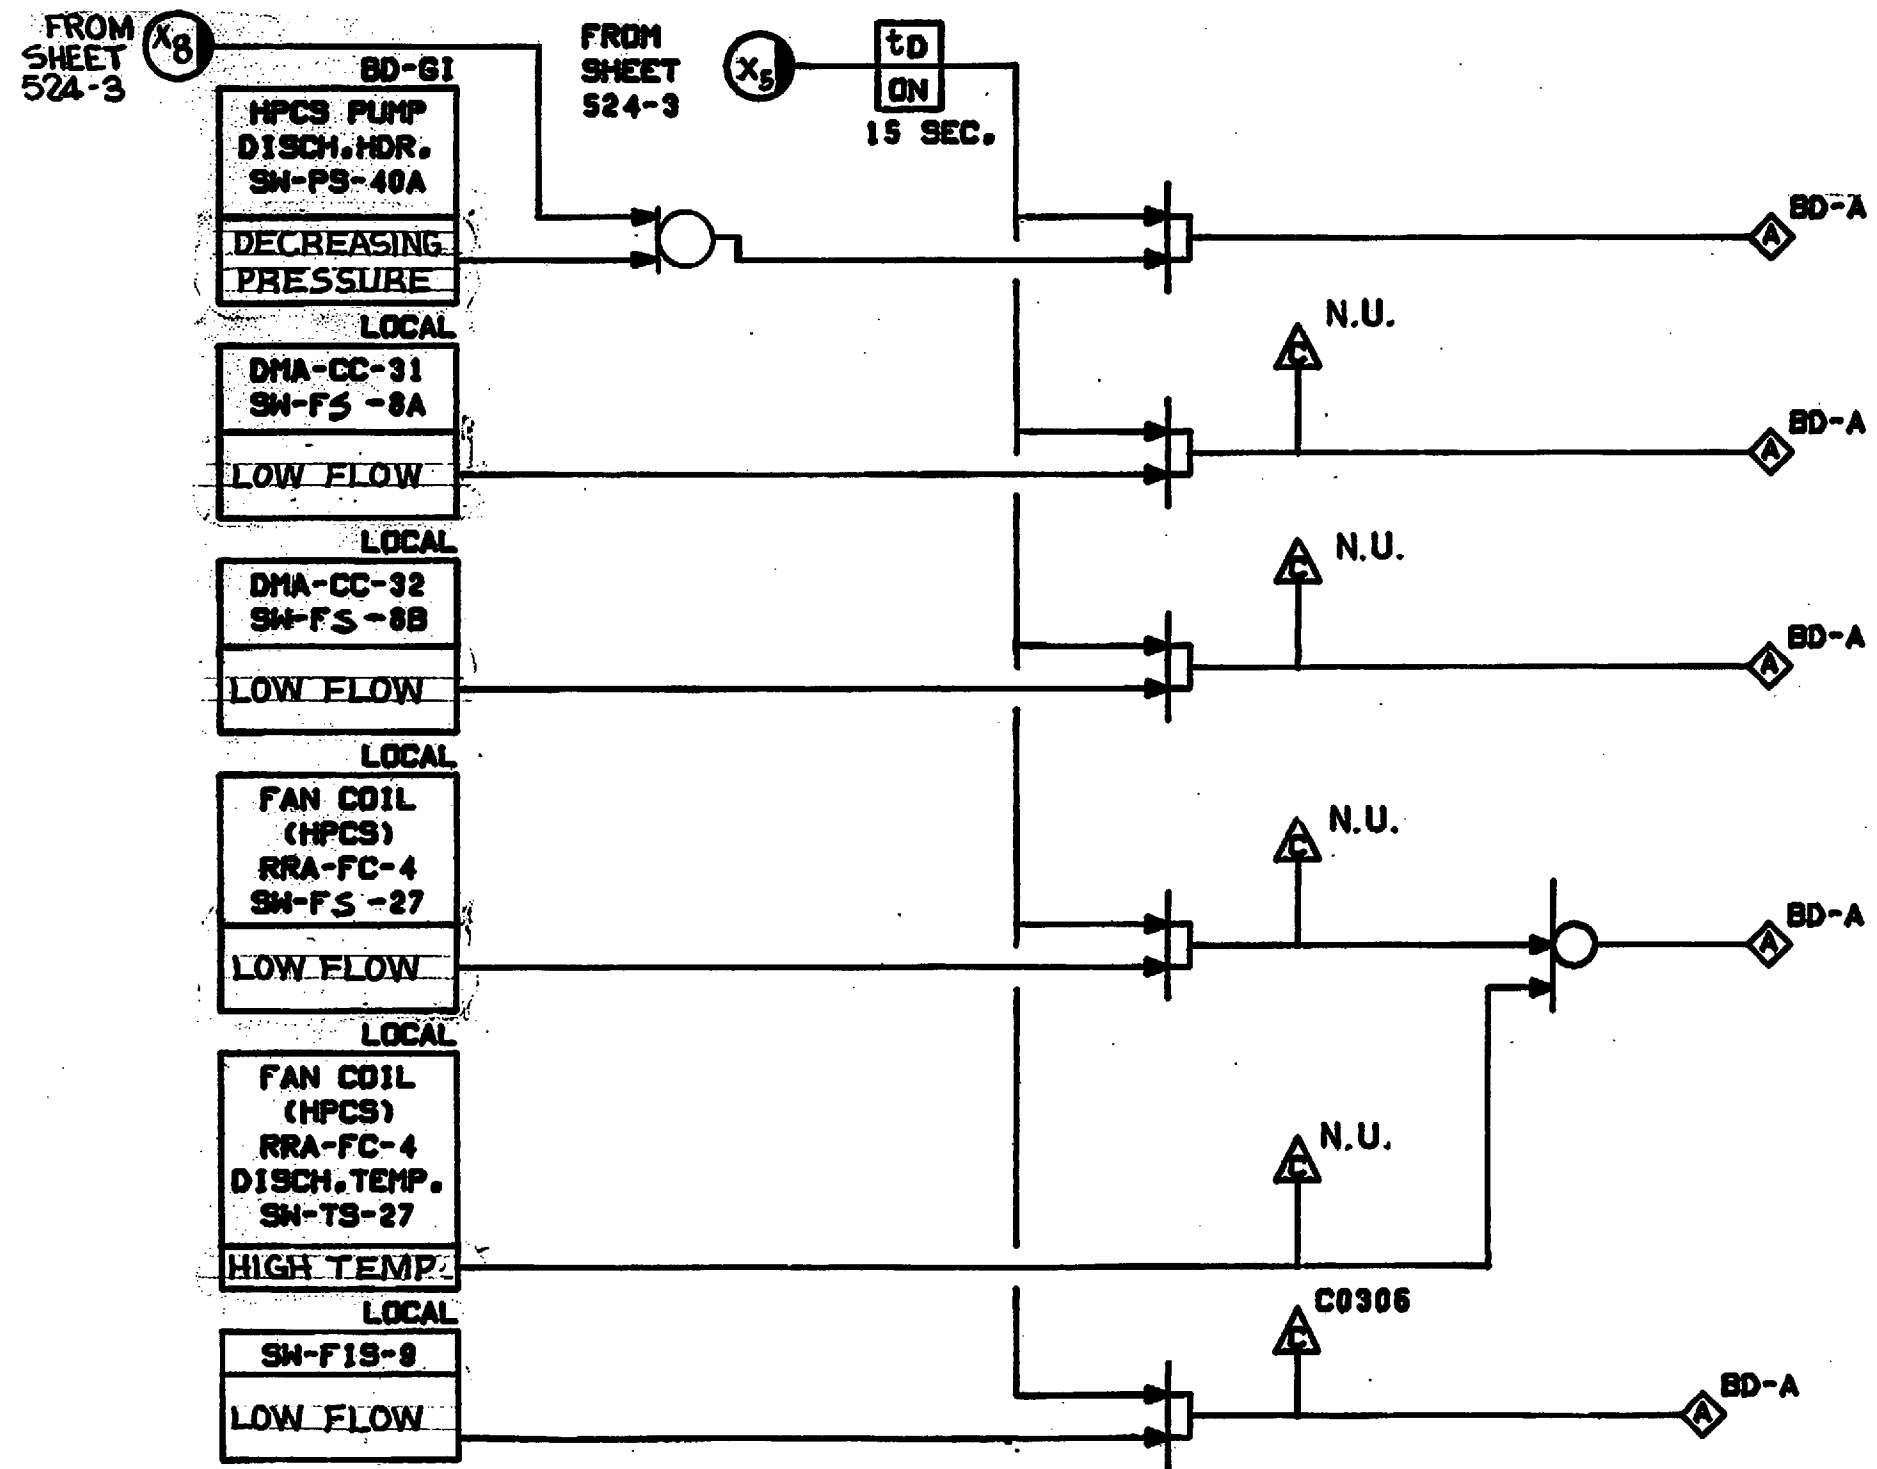 FROM
SHEET
524-3
X8
BD-GI
HPCS PUMP
DISCH.HDR.
SW-PS-40A
DECREASING
PRESSURE
FROM
SHEET
524-3
X5
tD
ON
15 SEC.
A
BD-A
LOCAL
DMA-CC-31
SW-FS-8A
LOW FLOW
C
N.U.
A
BD-A
LOCAL
DMA-CC-32
SW-FS-8B
LOW FLOW
C
N.U.
A
BD-A
LOCAL
FAN COIL
(HPCS)
RRA-FC-4
SW-FS-27
LOW FLOW
C
N.U.
A
BD-A
LOCAL
FAN COIL
(HPCS)
RRA-FC-4
DISCH.TEMP.
SW-TS-27
HIGH TEMP.
C
N.U.
LOCAL
SW-FIS-9
LOW FLOW
C
C0306
A
BD-A